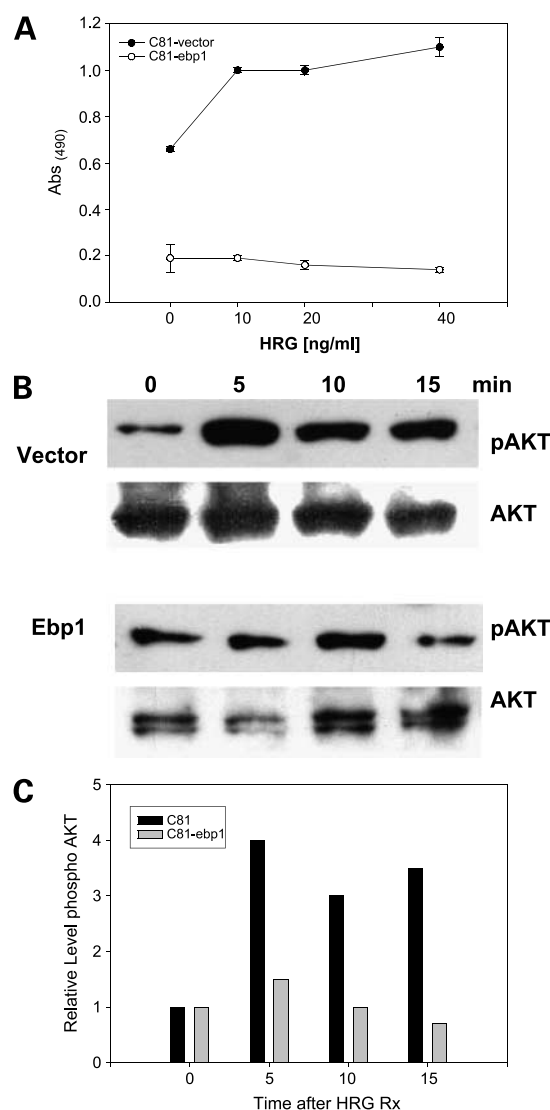 A
1.2
1.0
0.8
0.6
0.4
0.2
0.0
Abs (490)
C81-vector
C81-ebp1
0 10 20 40
HRG [ng/ml]
B
0 5 10 15 min
Vector
pAKT
AKT
Ebp1
pAKT
AKT
C
5
4
3
2
1
0
Relative Level phospho AKT
C81
C81-ebp1
0 5 10 15
Time after HRG Rx